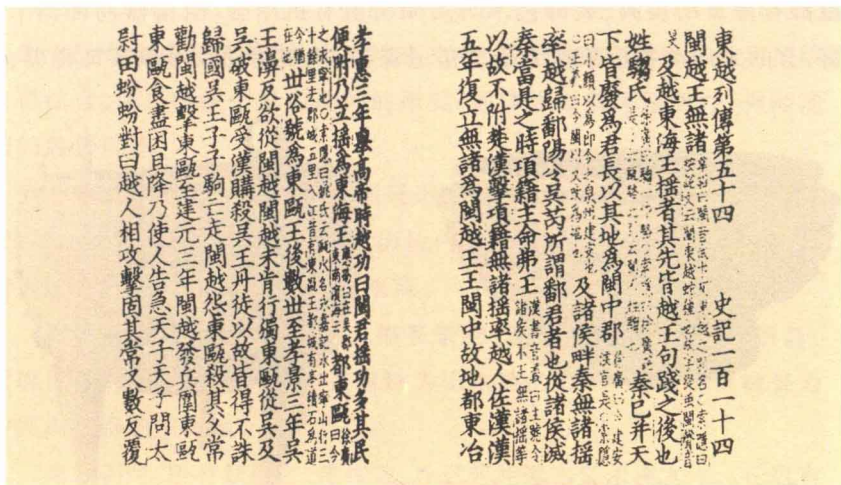 東越列傳第五十四 史記一百一十四
閩越王無諸
及越東海王搖者其先皆越王句踐之後也
姓騶氏 秦已并天
下皆廢爲君長以其地爲閩中郡
及諸侯畔秦無諸搖
率越歸鄱陽令吳芮所謂鄱君者也從諸侯滅
秦當是之時項籍主命弗王
以故不附楚漢擊項籍無諸搖率越人佐漢漢
五年復立無諸爲閩越王王閩中故地都東冶
孝惠三年舉高帝時越功曰閩君搖功多其民
便附乃立搖爲東海王 都東甌 徐廣曰今
之永寧也
世俗號爲東甌王後數世至孝景三年吳
王濞反欲從閩越閩越未肯行獨東甌從吳及
吳破東甌受漢購殺吳王丹徒以故皆得不誅
歸國吳王子子駒亡走閩越怨東甌殺其父常
勸閩越擊東甌至建元三年閩越發兵圍東甌
東甌食盡困且降乃使人告急天子天子問太
尉田蚡蚡對曰越人相攻擊固其常又數反覆